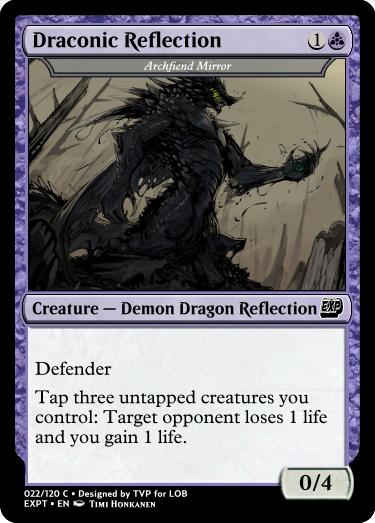 Draconic Reflection 1
Archfiend Mirror
Creature — Demon Dragon Reflection EXP
Defender
Tap three untapped creatures you
control: Target opponent loses 1 life
and you gain 1 life.
0/4
022/120 C • Designed by TVP for LOB
EXPT • EN Timi Honkanen